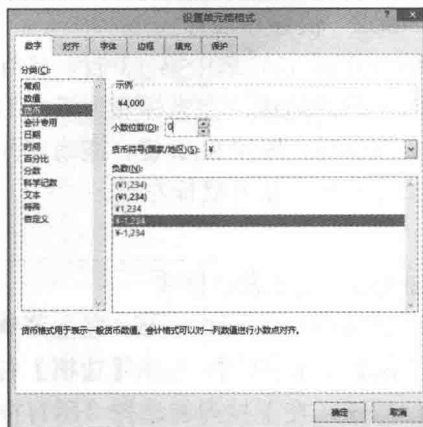 设置单元格格式
? ×
数字 对齐 字体 边框 填充 保护
分类(C):
常规
数值
货币
会计专用
日期
时间
百分比
分数
科学记数
文本
特殊
自定义
示例
¥4,000
小数位数(D): 0
货币符号(国家/地区)(S): ¥
负数(N):
(¥1,234)
(¥1,234)
¥1,234
¥-1,234
¥-1,234
货币格式用于表示一般货币数值。会计格式可以对一列数值进行小数点对齐。
确定 取消